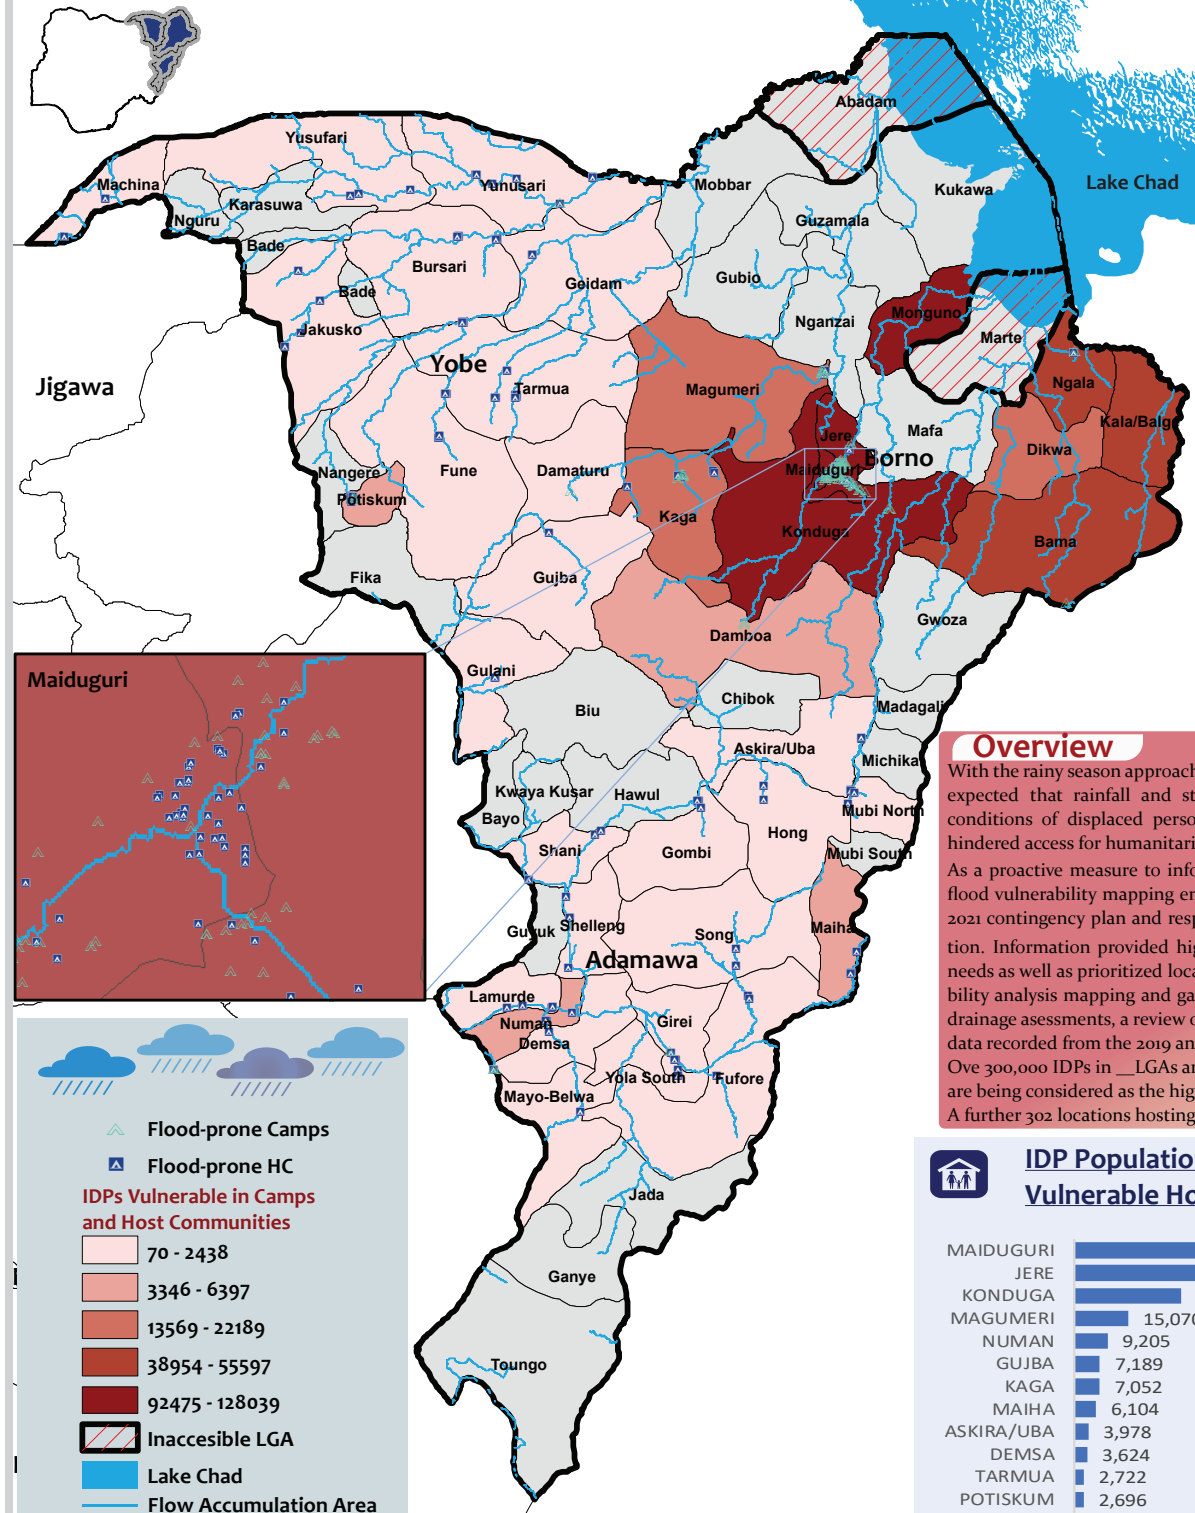 Abadam
Yusufari
Machina
Yunusari
Mobbar
Kukawa
Lake Chad
Karasuwa
Nguru
Guzamala
Bade
Bursari
Geidam
Gubio
Bade
Monguno
Nganzai
Jakusko
Marte
Yobe
Jigawa
Tarmua
Magumeri
Ngala
Kala/Balge
Jere
Mafa
Dikwa
Borno
Nangere
Fune
Damaturu
Maiduguri
Potiskum
Kaga
Konduga
Bama
Fika
Gujba
Gwoza
Damboa
Gulani
Maiduguri
Chibok
Madagali
Biu
Askira/Uba
Michika
Kwaya Kusar
Hawul
Bayo
Mubi North
Hong
Shani
Gombi
Mubi South
Shelleng
Guyuk
Song
Maiha
Adamawa
Lamurde
Numan
Demsa
Girei
Yola South
Fufore
Mayo-Belwa
Jada
Ganye
Toungo
Overview
With the rainy season approach
expected that rainfall and st
conditions of displaced perso
hindered access for humanitari
As a proactive measure to info
flood vulnerability mapping e
2021 contingency plan and resp
tion. Information provided hig
needs as well as prioritized loca
bility analysis mapping and ga
drainage asessments, a review o
data recorded from the 2019 an
Ove 300,000 IDPs in __LGAs an
are being considered as the hig
A further 302 locations hosting
Flood-prone Camps
Flood-prone HC
IDPs Vulnerable in Camps
and Host Communities
70 - 2438
3346 - 6397
13569 - 22189
38954 - 55597
92475 - 128039
Inaccesible LGA
Lake Chad
Flow Accumulation Area
IDP Populatio
Vulnerable Ho
MAIDUGURI
JERE
KONDUGA
MAGUMERI 15,070
NUMAN 9,205
GUJBA 7,189
KAGA 7,052
MAIHA 6,104
ASKIRA/UBA 3,978
DEMSA 3,624
TARMUA 2,722
POTISKUM 2,696